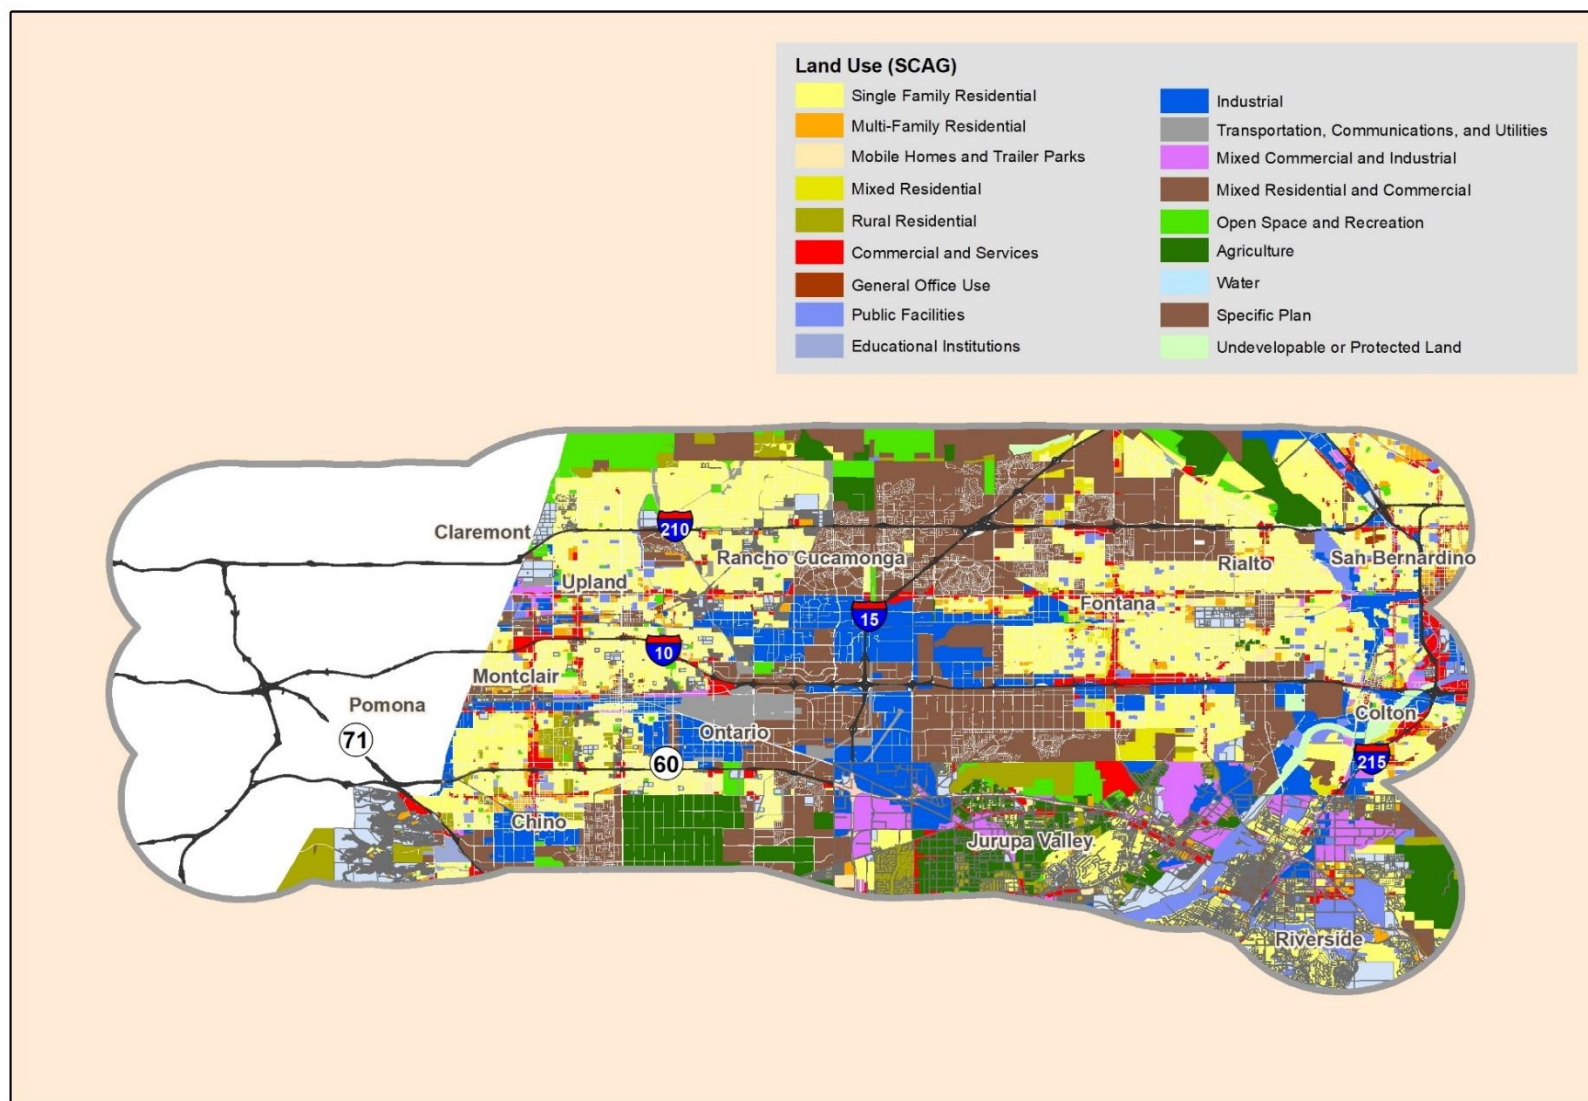 Land Use (SCAG)
Single Family Residential
Multi-Family Residential
Mobile Homes and Trailer Parks
Mixed Residential
Rural Residential
Commercial and Services
General Office Use
Public Facilities
Educational Institutions
Industrial
Transportation, Communications, and Utilities
Mixed Commercial and Industrial
Mixed Residential and Commercial
Open Space and Recreation
Agriculture
Water
Specific Plan
Undevelopable or Protected Land
Claremont
210
Rancho Cucamonga
Rialto
San Bernardino
Upland
Fontana
15
10
Montclair
Pomona
Colton
71
Ontario
60
215
Chino
Jurupa Valley
Riverside